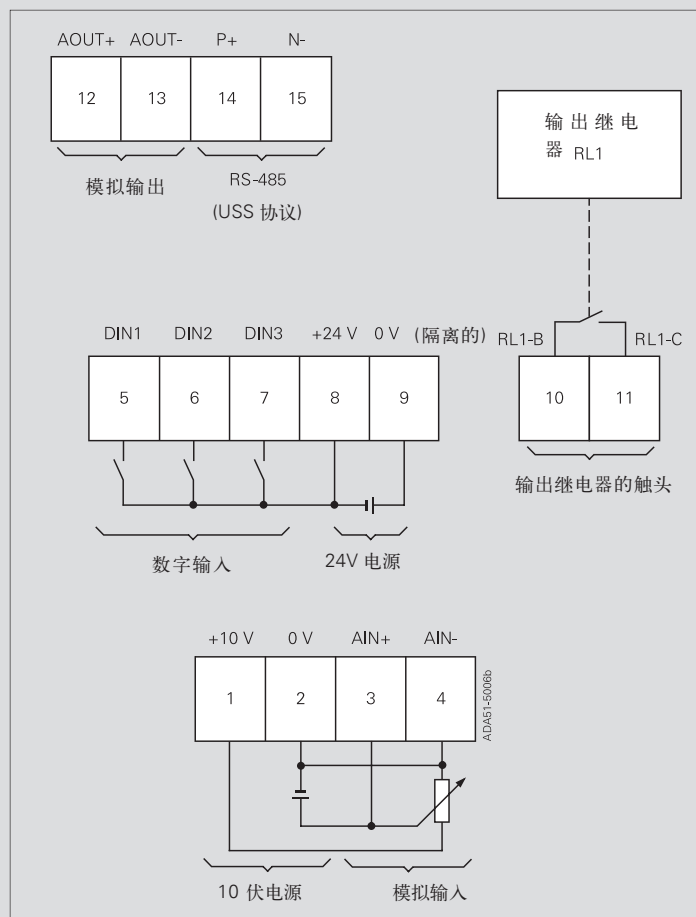 AOUT+ AOUT- P+ N-
12 13 14 15
模拟输出
RS-485
(USS 协议)
输出继电
器 RL1
DIN1 DIN2 DIN3 +24 V 0 V (隔离的)
RL1-B RL1-C
5 6 7 8 9
10 11
输出继电器的触头
数字输入
24V 电源
+10 V 0 V AIN+ AIN-
1 2 3 4
ADA51-5006b
10 伏电源
模拟输入